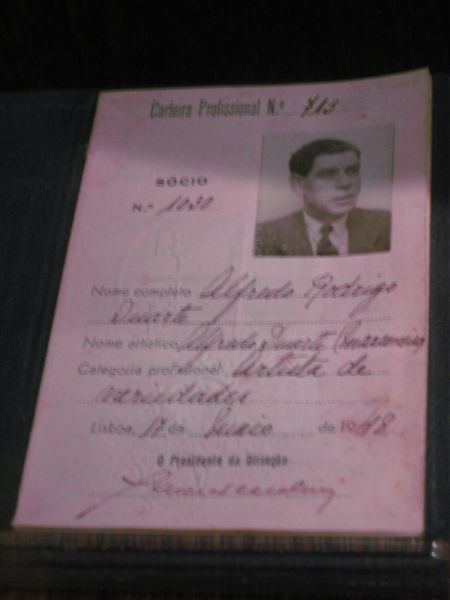 Carteira Profissional N.º 713
SÓCIO
N.º 1030
Nome completo Alfredo Rodrigo
Duarte
Nome artístico Alfredo Duarte (Marceneiro)
Categoria profissional Artista de
variedades
Lisboa, 17 de de 1948
O Presidente da Direcção